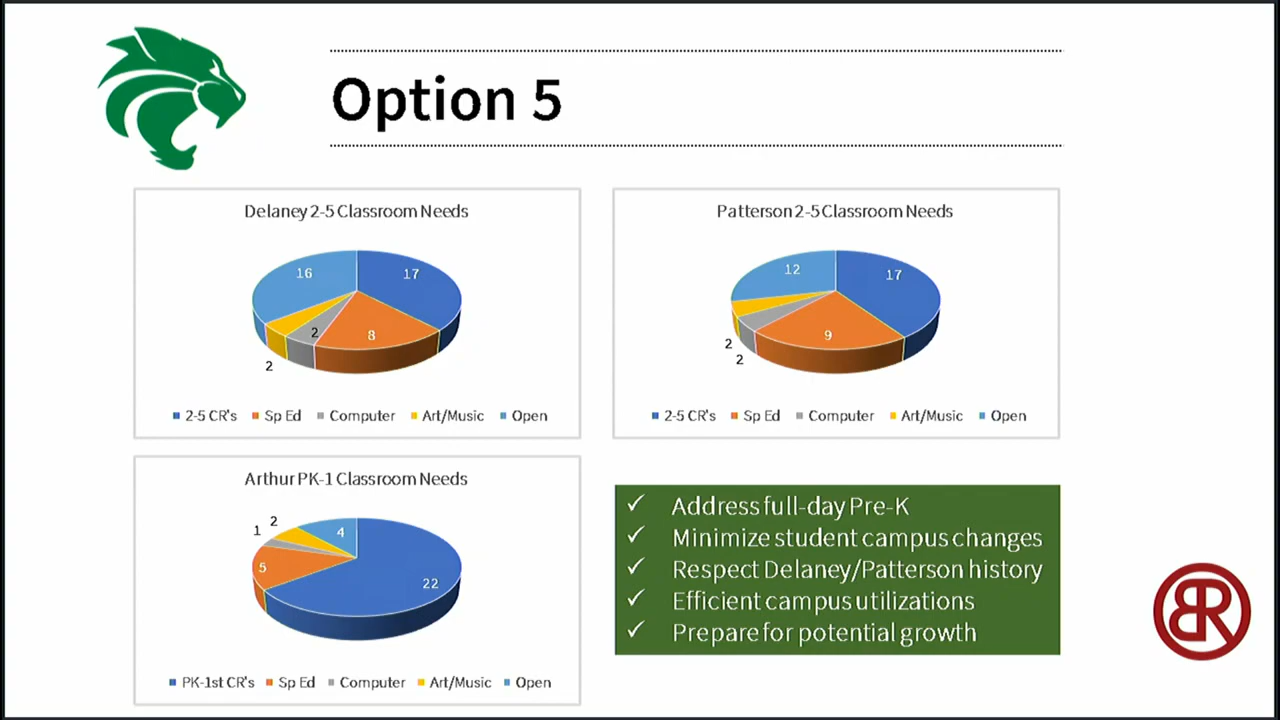 Option 5
Delaney 2-5 Classroom Needs
16
17
2
8
2
2-5 CR's Sp Ed Computer Art/Music Open
Patterson 2-5 Classroom Needs
12
17
9
2
2
2-5 CR's Sp Ed Computer Art/Music Open
Arthur PK-1 Classroom Needs
2
1
4
5
22
PK-1st CR's Sp Ed Computer Art/Music Open
✓ Address full-day Pre-K
✓ Minimize student campus changes
✓ Respect Delaney/Patterson history
✓ Efficient campus utilizations
✓ Prepare for potential growth
BR